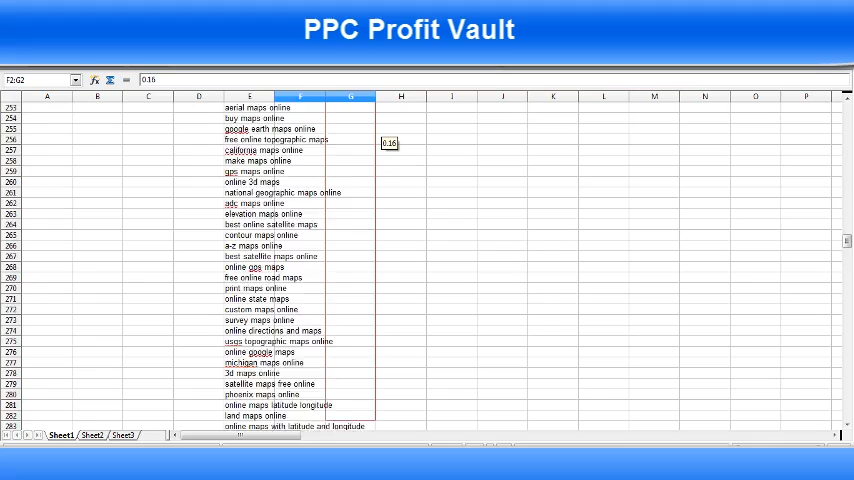 PPC Profit Vault
F2:G2 fx Σ = 0.16
A B C D E F G H I J K L M N O P
253 aerial maps online
254 buy maps online
255 google earth maps online
256 free online topographic maps 0.16
257 california maps online
258 make maps online
259 gps maps online
260 online 3d maps
261 national geographic maps online
262 adc maps online
263 elevation maps online
264 best online satellite maps
265 contour maps online
266 a-z maps online
267 best satellite maps online
268 online gps maps
269 free online road maps
270 print maps online
271 online state maps
272 custom maps online
273 survey maps online
274 online directions and maps
275 usgs topographic maps online
276 online google maps
277 michigan maps online
278 3d maps online
279 satellite maps free online
280 phoenix maps online
281 online maps latitude longitude
282 land maps online
283 online maps with latitude and longitude
Sheet1 Sheet2 Sheet3